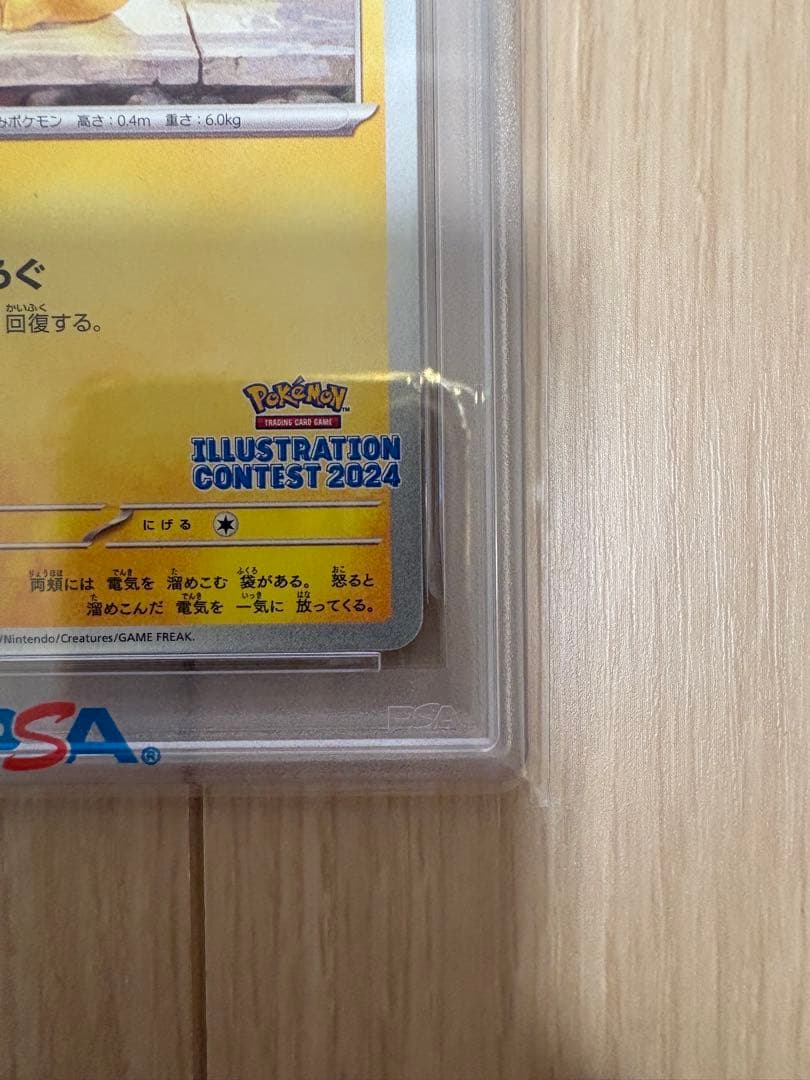 みポケモン 高さ:0.4m 重さ:6.0kg
ろぐ
かいふく
回復する。
Pokémon™
TRADING CARD GAME
ILLUSTRATION
CONTEST 2024
にげる
りょうほほ でんき た ふくろ おこ
両頬には 電気を 溜めこむ 袋がある。 怒ると
た でんき いっき はな
溜めこんだ 電気を 一気に 放ってくる。
/Nintendo/Creatures/GAME FREAK.
PSA
PSA®